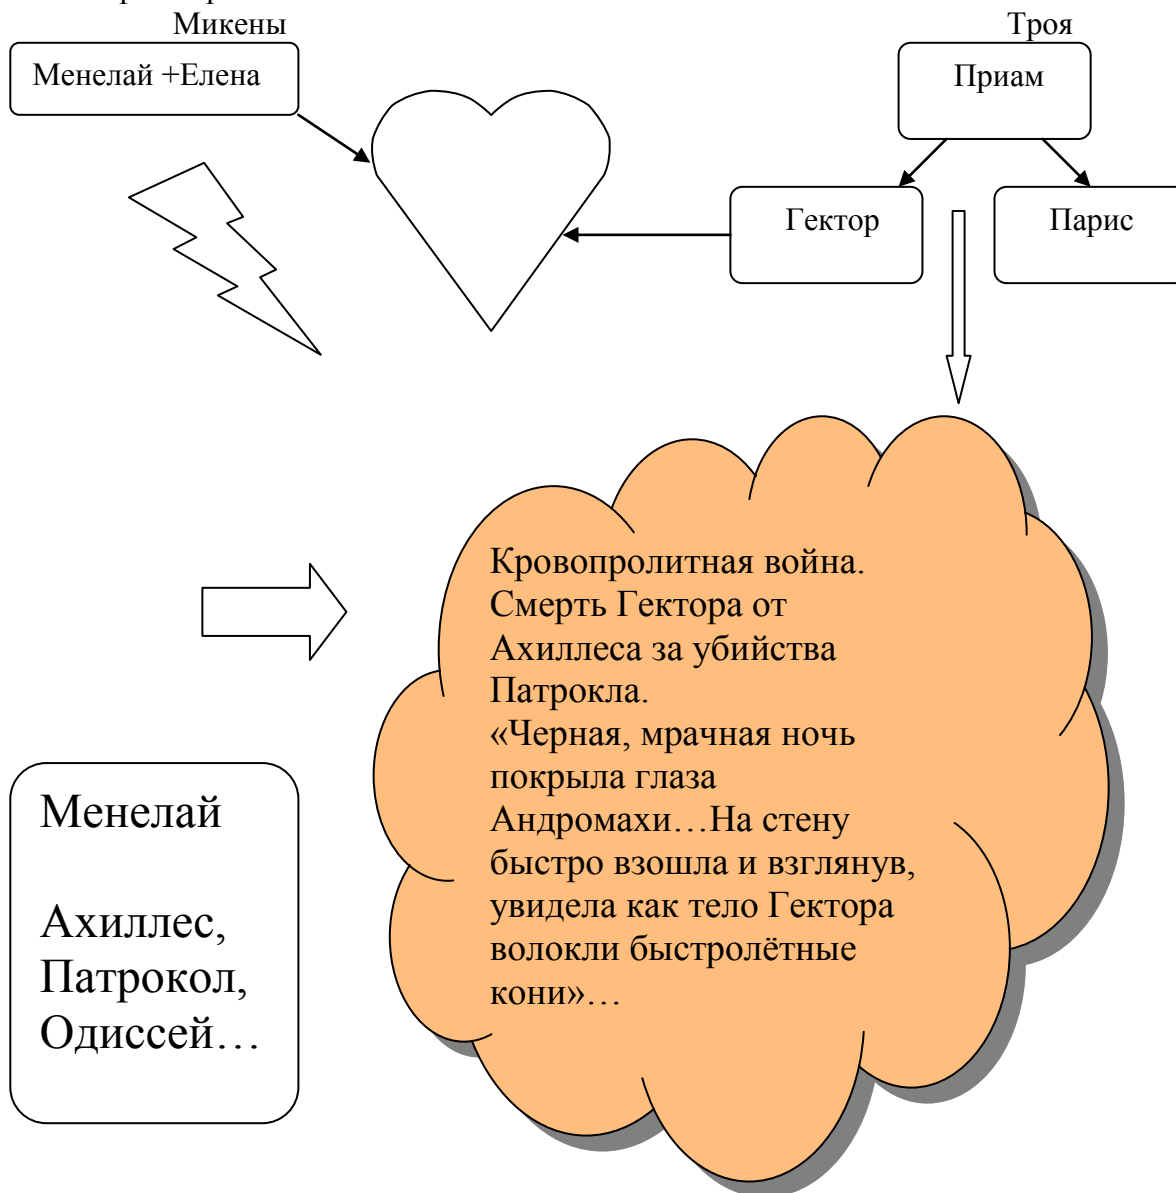 Микены
Троя
Менелай +Елена
Приам
Гектор
Парис
Кровопролитная война.
Смерть Гектора от
Ахиллеса за убийства
Патрокла.
«Черная, мрачная ночь
покрыла глаза
Андромахи…На стену
быстро взошла и взглянув,
увидела как тело Гектора
волокли быстролётные
кони»…
Менелай
Ахиллес,
Патрокол,
Одиссей…